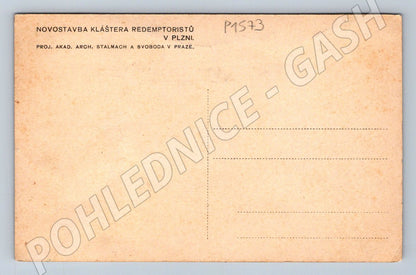 NOVOSTAVBA KLÁŠTERA REDEMPTORISTŮ
V PLZNI.
PROJ. AKAD. ARCH. STALMACH A SVOBODA V PRAZE.
P1573
POHLEDNICE - GASH